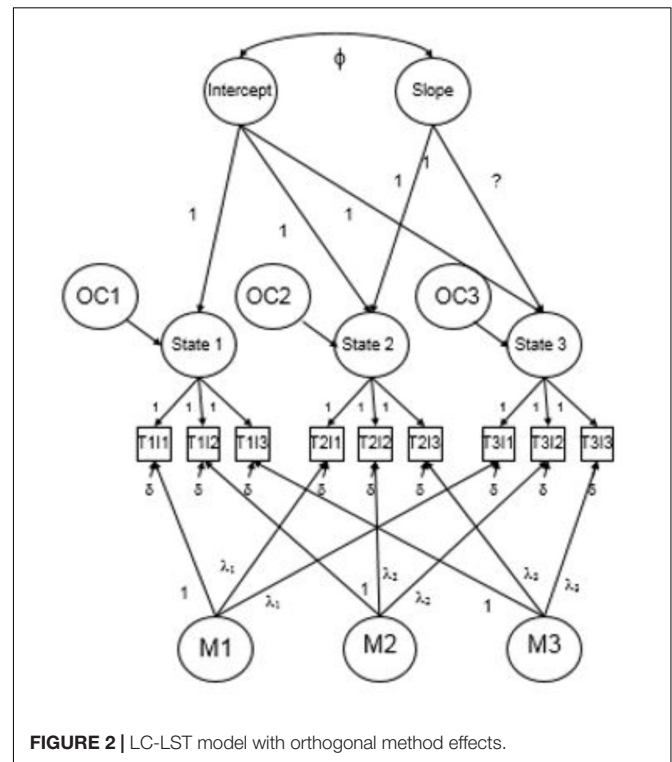 ϕ
Intercept
Slope
1
1
?
1
1
1
OC1
OC2
OC3
State 1
State 2
State 3
1 1 1
1 1 1
1 1 1
T1I1 T1I2 T1I3
T2I1 T2I2 T2I3
T3I1 T3I2 T3I3
δ δ δ δ δ δ δ δ δ
1 λ₁ λ₁ 1 λ₂ λ₂ 1 λ₃ λ₃
M1
M2
M3
FIGURE 2 | LC-LST model with orthogonal method effects.